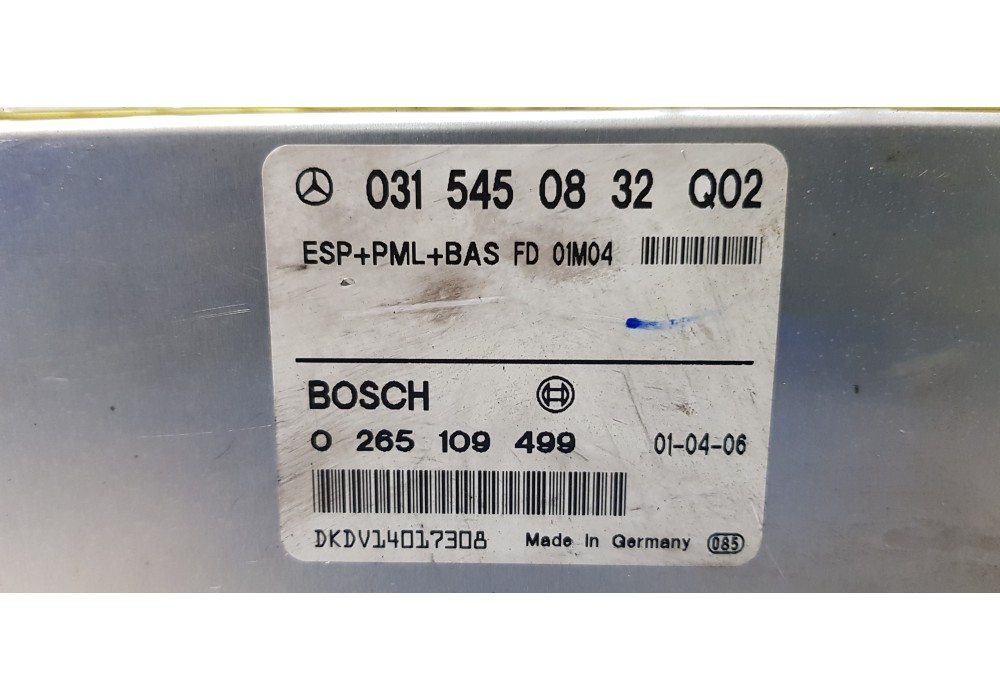 031 545 08 32 Q02
ESP+PML+BAS FD 01M04
BOSCH
0 265 109 499 01-04-06
DKDV14017308 Made In Germany 085